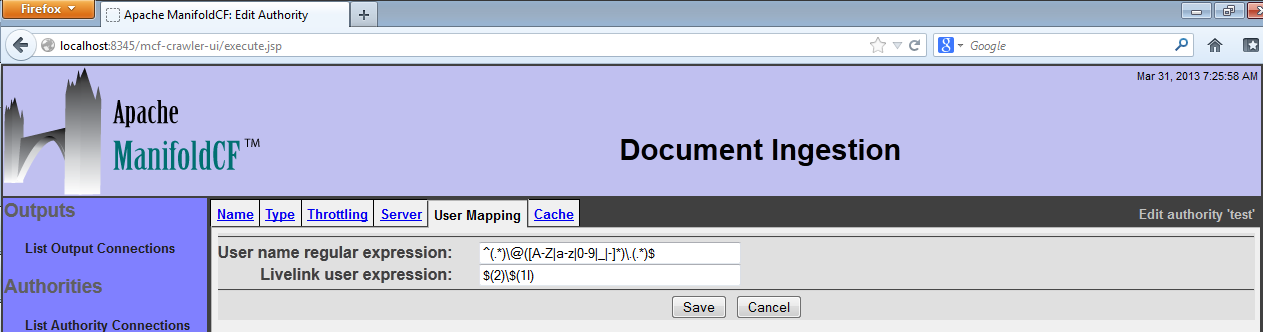 Firefox
Apache ManifoldCF: Edit Authority
localhost:8345/mcf-crawler-ui/execute.jsp
Google
Mar 31, 2013 7:25:58 AM
Apache
ManifoldCF™
Document Ingestion
Outputs
List Output Connections
Authorities
List Authority Connections
Name Type Throttling Server User Mapping Cache
Edit authority 'test'
User name regular expression: ^(.*)\@([A-Z|a-z|0-9|_|-]*)\.(.*)$
Livelink user expression: $(2)\$(1l)
Save Cancel